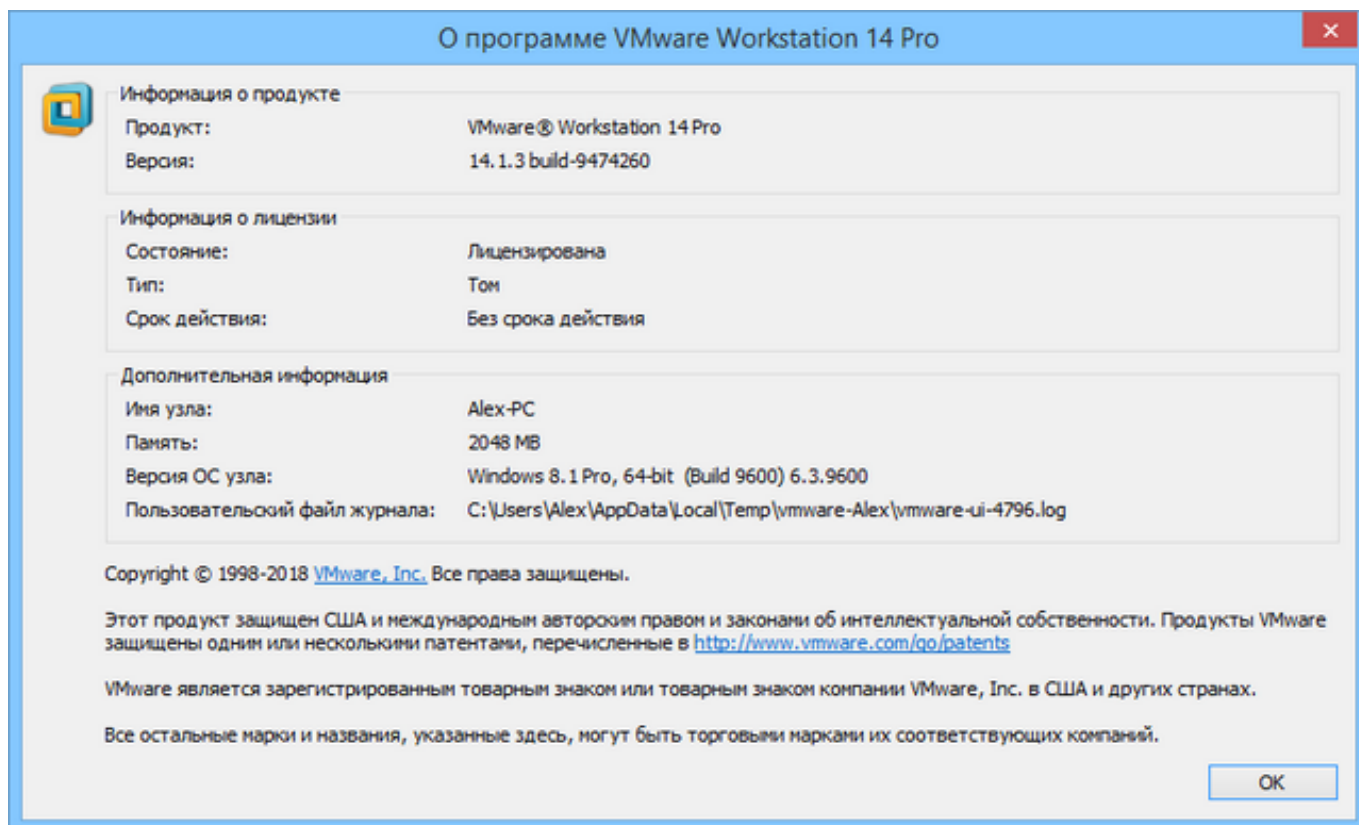 О программе VMware Workstation 14 Pro
Информация о продукте
Продукт: VMware® Workstation 14 Pro
Версия: 14.1.3 build-9474260
Информация о лицензии
Состояние: Лицензирована
Тип: Том
Срок действия: Без срока действия
Дополнительная информация
Имя узла: Alex-PC
Память: 2048 MB
Версия ОС узла: Windows 8.1 Pro, 64-bit (Build 9600) 6.3.9600
Пользовательский файл журнала: C:\Users\Alex\AppData\Local\Temp\vmware-Alex\vmware-ui-4796.log
Copyright © 1998-2018 VMware, Inc. Все права защищены.
Этот продукт защищен США и международным авторским правом и законами об интеллектуальной собственности. Продукты VMware
защищены одним или несколькими патентами, перечисленные в http://www.vmware.com/go/patents
VMware является зарегистрированным товарным знаком или товарным знаком компании VMware, Inc. в США и других странах.
Все остальные марки и названия, указанные здесь, могут быть торговыми марками их соответствующих компаний.
OK